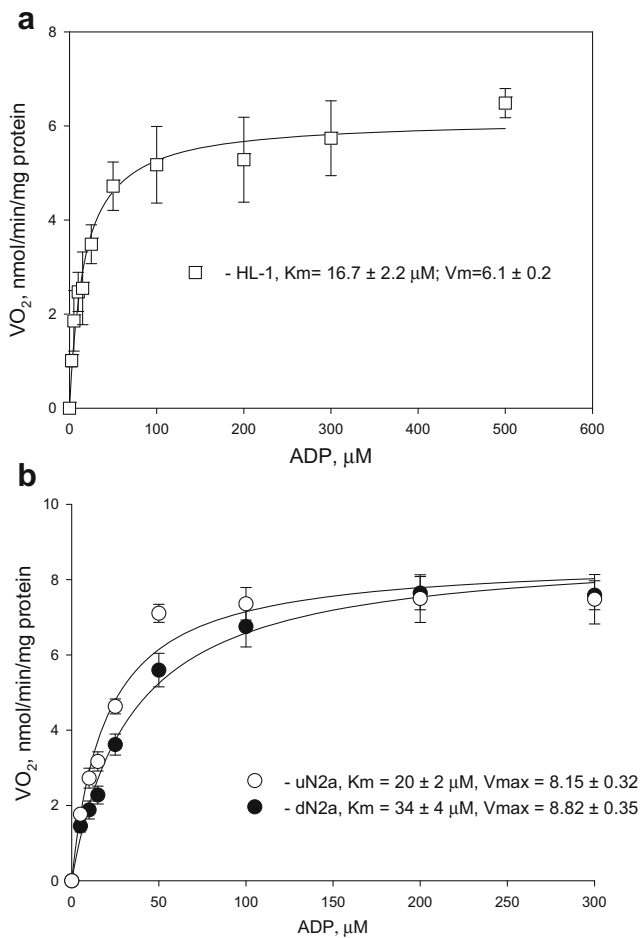 a
8
6
4
2
0
VO₂, nmol/min/mg protein
- HL-1, Km= 16.7 ± 2.2 μM; Vm=6.1 ± 0.2
0 100 200 300 400 500 600
ADP, μM
b
10
8
6
4
2
0
VO₂, nmol/min/mg protein
- uN2a, Km = 20 ± 2 μM, Vmax = 8.15 ± 0.32
- dN2a, Km = 34 ± 4 μM, Vmax = 8.82 ± 0.35
0 50 100 150 200 250 300
ADP, μM